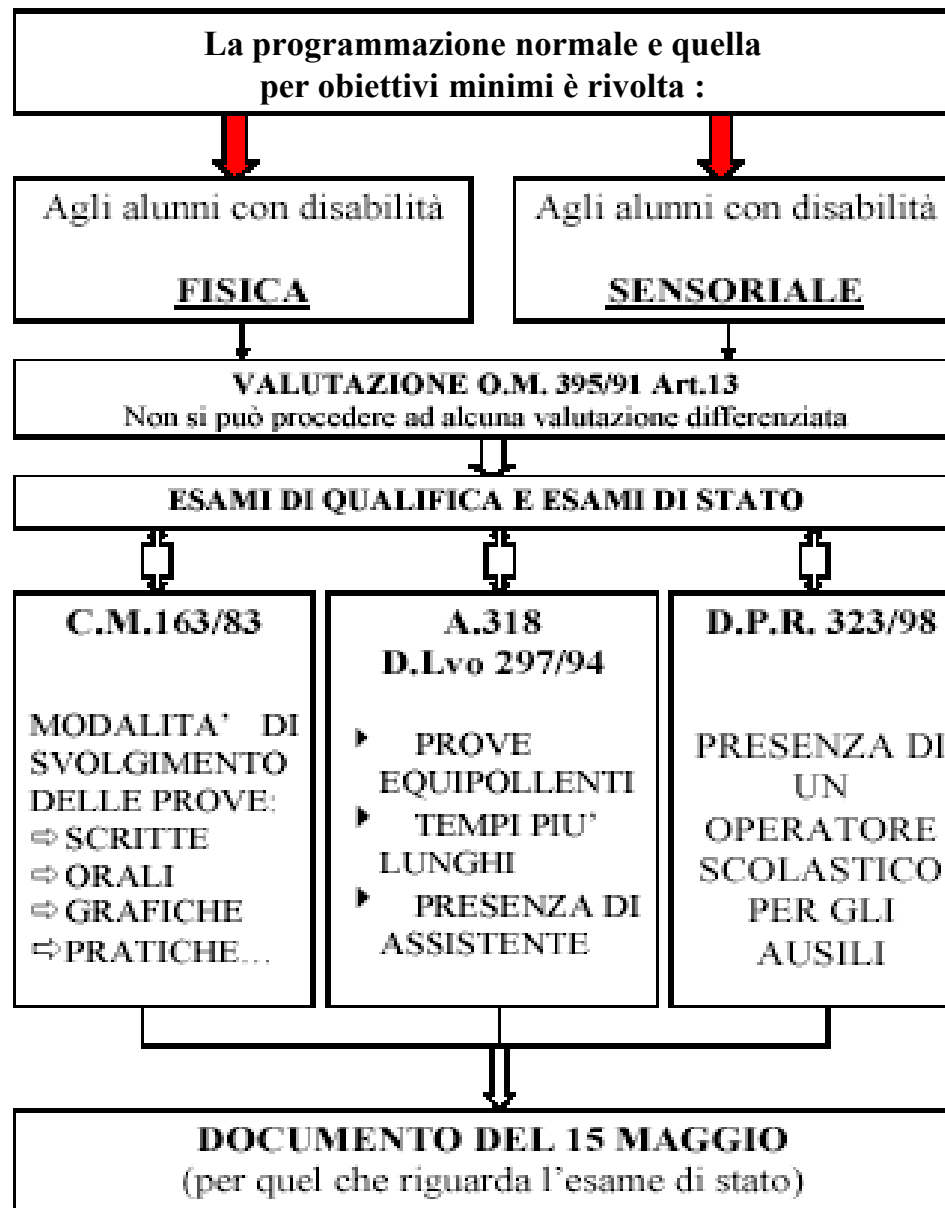 La programmazione normale e quella
per obiettivi minimi è rivolta :
Agli alunni con disabilità
FISICA
Agli alunni con disabilità
SENSORIALE
VALUTAZIONE O.M. 395/91 Art.13
Non si può procedere ad alcuna valutazione differenziata
ESAMI DI QUALIFICA E ESAMI DI STATO
C.M.163/83
MODALITA' DI
SVOLGIMENTO
DELLE PROVE:
⇨ SCRITTE
⇨ ORALI
⇨ GRAFICHE
⇨ PRATICHE...
A.318
D.Lvo 297/94
PROVE
EQUIPOLLENTI
TEMPI PIU'
LUNGHI
PRESENZA DI
ASSISTENTE
D.P.R. 323/98
PRESENZA DI
UN
OPERATORE
SCOLASTICO
PER GLI
AUSILI
DOCUMENTO DEL 15 MAGGIO
(per quel che riguarda l'esame di stato)